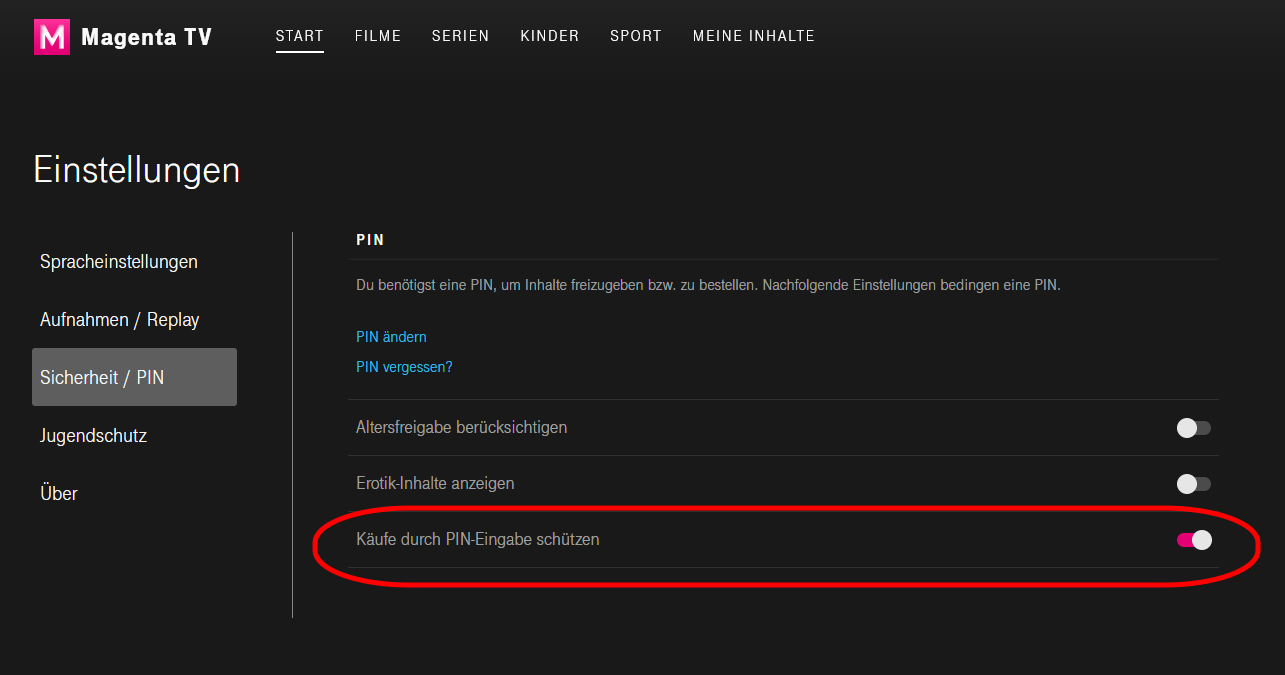 M Magenta TV
START FILME SERIEN KINDER SPORT MEINE INHALTE
Einstellungen
Spracheinstellungen
Aufnahmen / Replay
Sicherheit / PIN
Jugendschutz
Über
PIN
Du benötigst eine PIN, um Inhalte freizugeben bzw. zu bestellen. Nachfolgende Einstellungen bedingen eine PIN.
PIN ändern
PIN vergessen?
Altersfreigabe berücksichtigen
Erotik-Inhalte anzeigen
Käufe durch PIN-Eingabe schützen